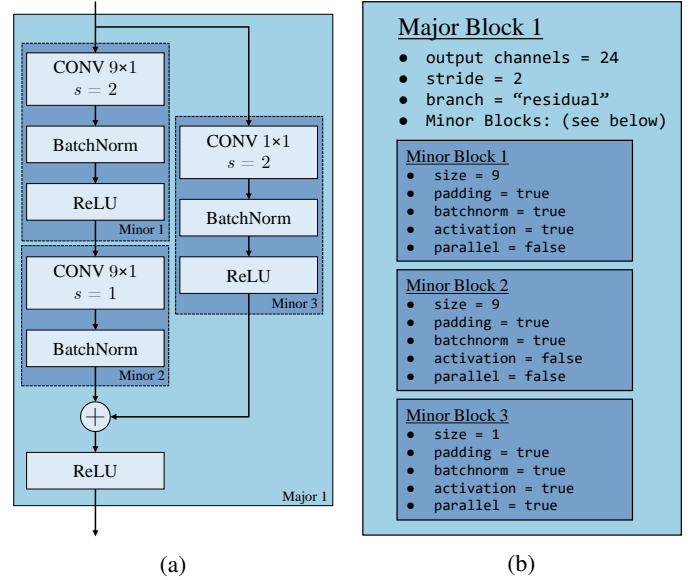 CONV 9×1
s = 2
BatchNorm
ReLU
Minor 1
CONV 9×1
s = 1
BatchNorm
Minor 2
CONV 1×1
s = 2
BatchNorm
ReLU
Minor 3
+
ReLU
Major 1
(a)
Major Block 1
● output channels = 24
● stride = 2
● branch = “residual”
● Minor Blocks: (see below)
Minor Block 1
● size = 9
● padding = true
● batchnorm = true
● activation = true
● parallel = false
Minor Block 2
● size = 9
● padding = true
● batchnorm = true
● activation = false
● parallel = false
Minor Block 3
● size = 1
● padding = true
● batchnorm = true
● activation = true
● parallel = true
(b)